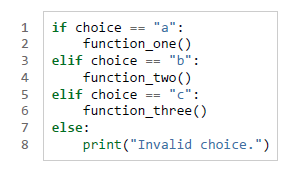 1 if choice == "a":
2     function_one()
3 elif choice == "b":
4     function_two()
5 elif choice == "c":
6     function_three()
7 else:
8     print("Invalid choice.")